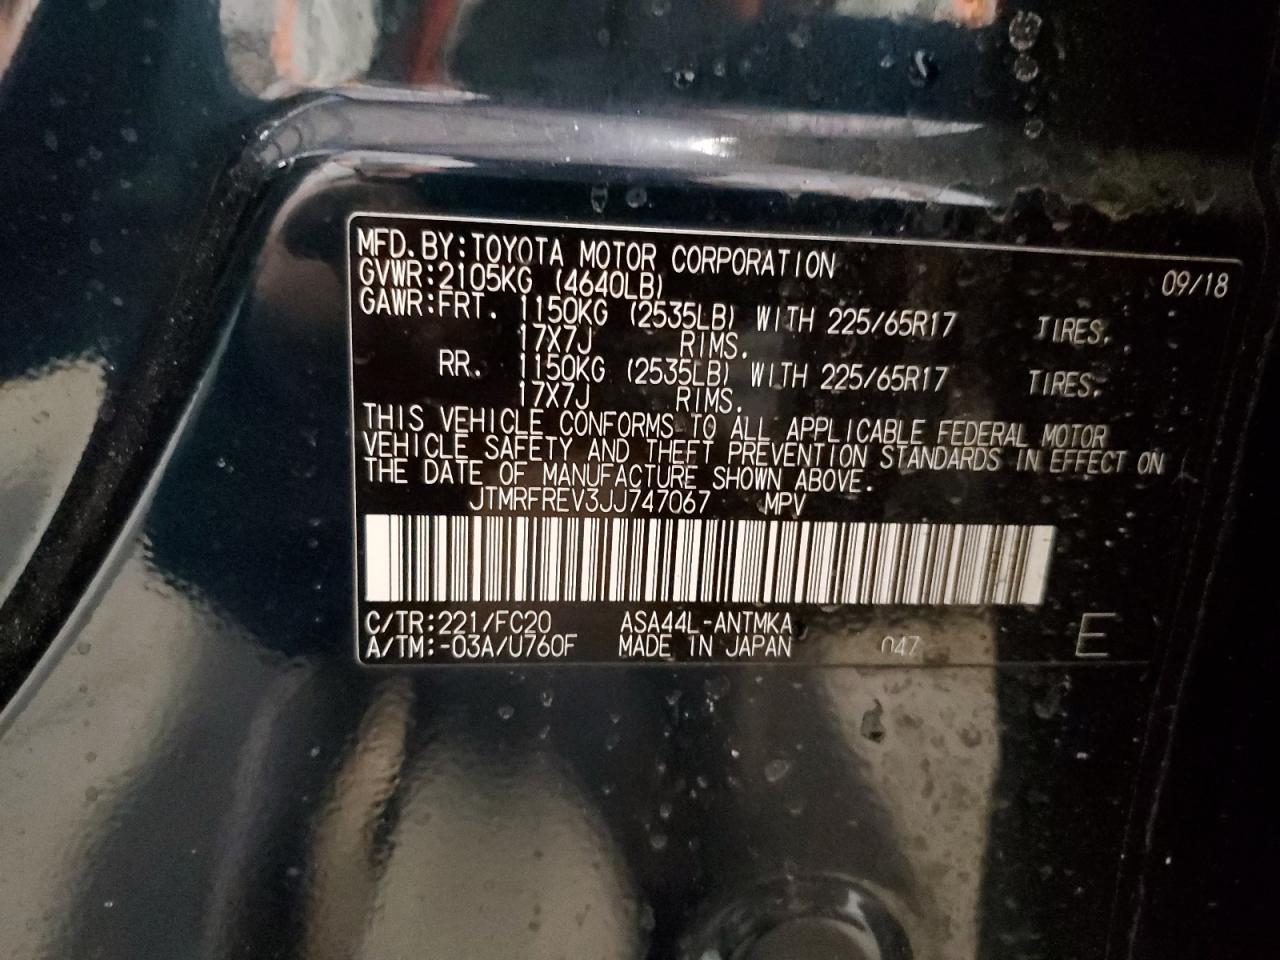 MFD.BY:TOYOTA MOTOR CORPORATION 09/18
GVWR:2105KG (4640LB)
GAWR:FRT. 1150KG (2535LB) WITH 225/65R17 TIRES,
17X7J RIMS.
RR. 1150KG (2535LB) WITH 225/65R17 TIRES,
17X7J RIMS.
THIS VEHICLE CONFORMS TO ALL APPLICABLE FEDERAL MOTOR
VEHICLE SAFETY AND THEFT PREVENTION STANDARDS IN EFFECT ON
THE DATE OF MANUFACTURE SHOWN ABOVE.
JTMRFREV3JJ747067 MPV
C/TR:221/FC20 ASA44L-ANTMKA
A/TM:-03A/U760F MADE IN JAPAN 047 E